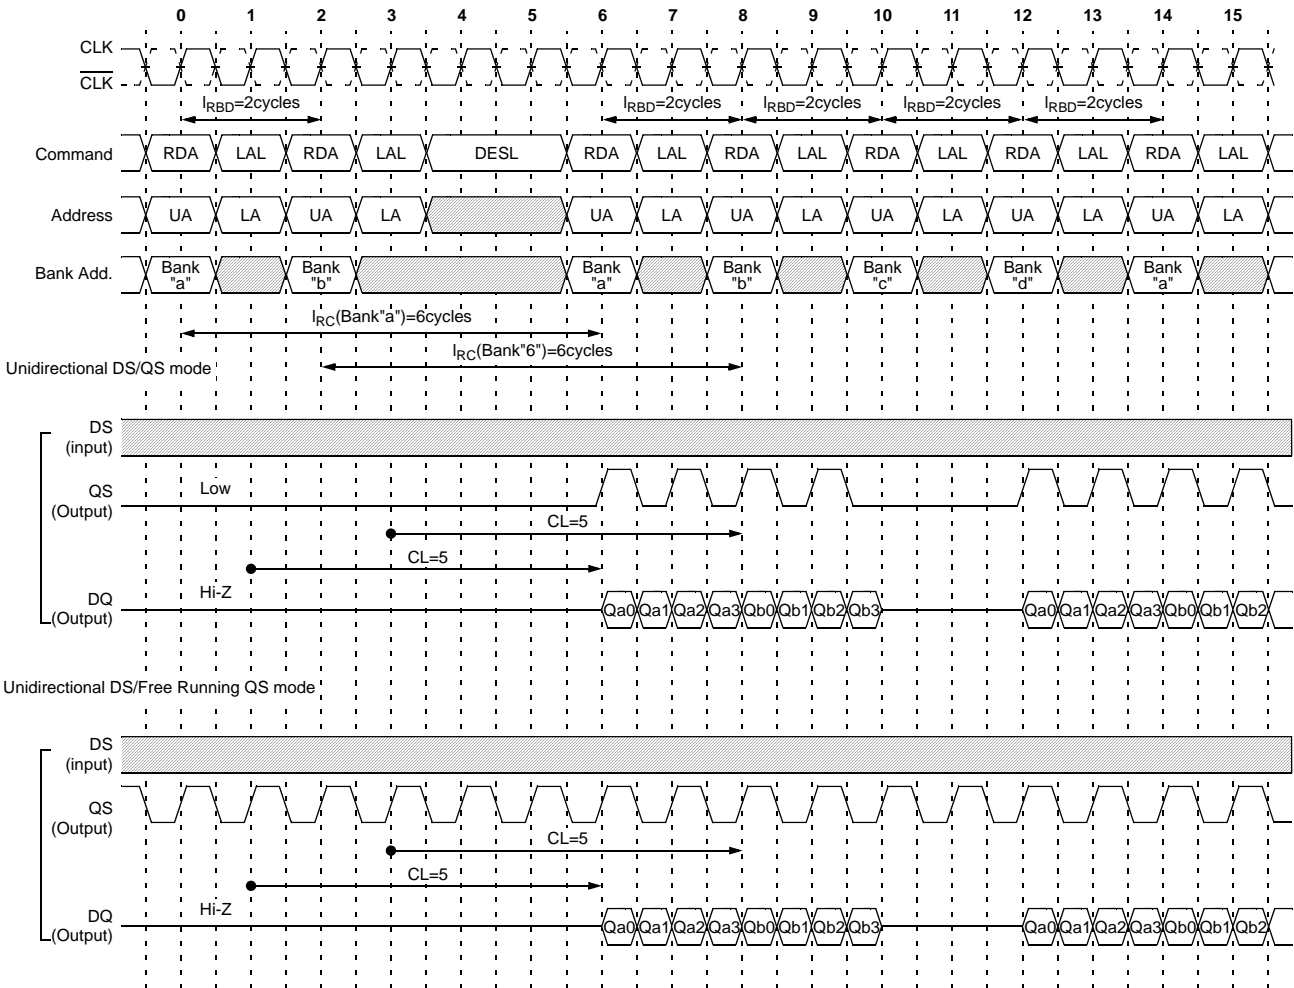 0 1 2 3 4 5 6 7 8 9 10 11 12 13 14 15
CLK
CLK
IRBD=2cycles IRBD=2cycles IRBD=2cycles IRBD=2cycles IRBD=2cycles
Command RDA LAL RDA LAL DESL RDA LAL RDA LAL RDA LAL RDA LAL RDA LAL
Address UA LA UA LA UA LA UA LA UA LA UA LA UA LA
Bank Add. Bank "a" Bank "b" Bank "a" Bank "b" Bank "c" Bank "d" Bank "a"
IRC(Bank"a")=6cycles
IRC(Bank"6")=6cycles
Unidirectional DS/QS mode
DS
(input)
QS
(Output)
Low
CL=5
CL=5
Hi-Z
DQ
(Output)
Qa0 Qa1 Qa2 Qa3 Qb0 Qb1 Qb2 Qb3 Qa0 Qa1 Qa2 Qa3 Qb0 Qb1 Qb2
Unidirectional DS/Free Running QS mode
DS
(input)
QS
(Output)
CL=5
CL=5
Hi-Z
DQ
(Output)
Qa0 Qa1 Qa2 Qa3 Qb0 Qb1 Qb2 Qb3 Qa0 Qa1 Qa2 Qa3 Qb0 Qb1 Qb2